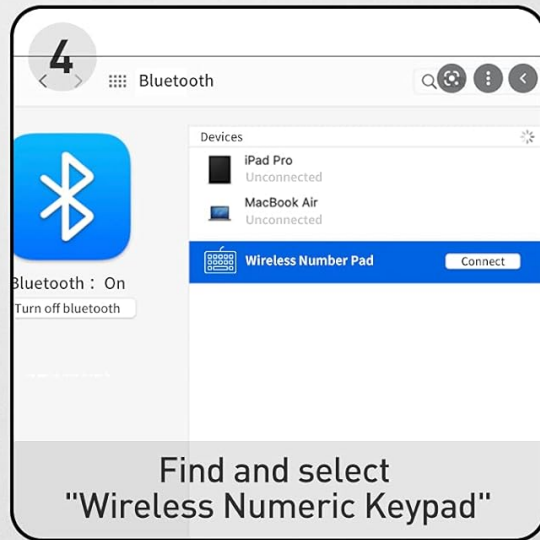 4
Bluetooth
Devices
iPad Pro
Unconnected
MacBook Air
Unconnected
Wireless Number Pad
Connect
Bluetooth : On
Turn off bluetooth
Find and select
"Wireless Numeric Keypad"